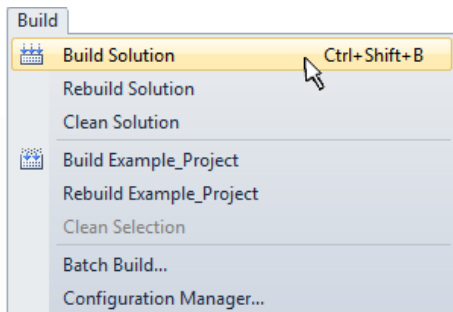 Build
Build Solution Ctrl+Shift+B
Rebuild Solution
Clean Solution
Build Example_Project
Rebuild Example_Project
Clean Selection
Batch Build...
Configuration Manager...